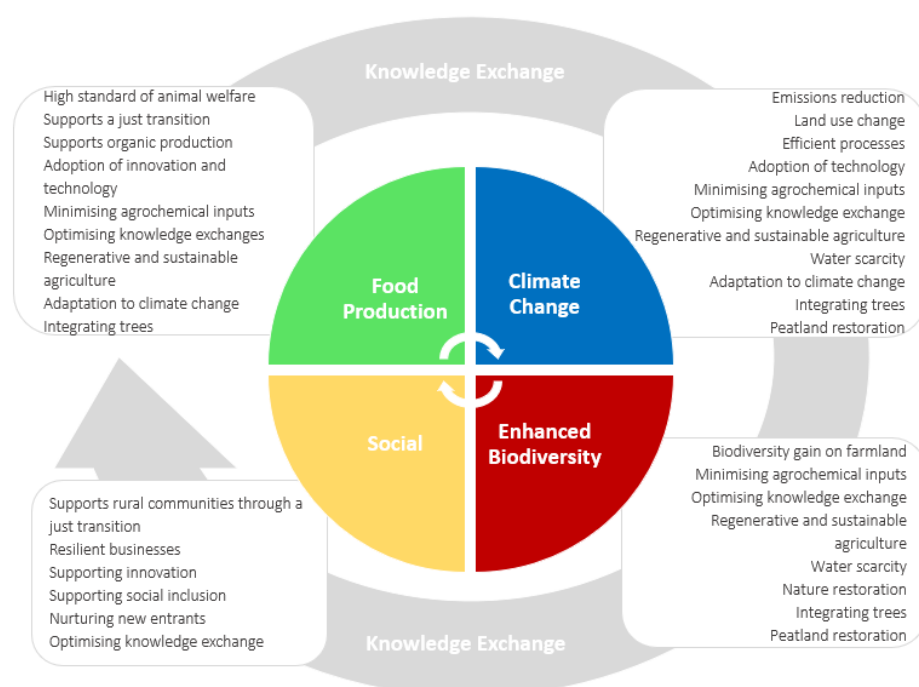 Knowledge Exchange
High standard of animal welfare
Supports a just transition
Supports organic production
Adoption of innovation and
technology
Minimising agrochemical inputs
Optimising knowledge exchanges
Regenerative and sustainable
agriculture
Adaptation to climate change
Integrating trees
Emissions reduction
Land use change
Efficient processes
Adoption of technology
Minimising agrochemical inputs
Optimising knowledge exchange
Regenerative and sustainable agriculture
Water scarcity
Adaptation to climate change
Integrating trees
Peatland restoration
Food
Production
Climate
Change
Social
Enhanced
Biodiversity
Supports rural communities through a
just transition
Resilient businesses
Supporting innovation
Supporting social inclusion
Nurturing new entrants
Optimising knowledge exchange
Biodiversity gain on farmland
Minimising agrochemical inputs
Optimising knowledge exchange
Regenerative and sustainable
agriculture
Water scarcity
Nature restoration
Integrating trees
Peatland restoration
Knowledge Exchange